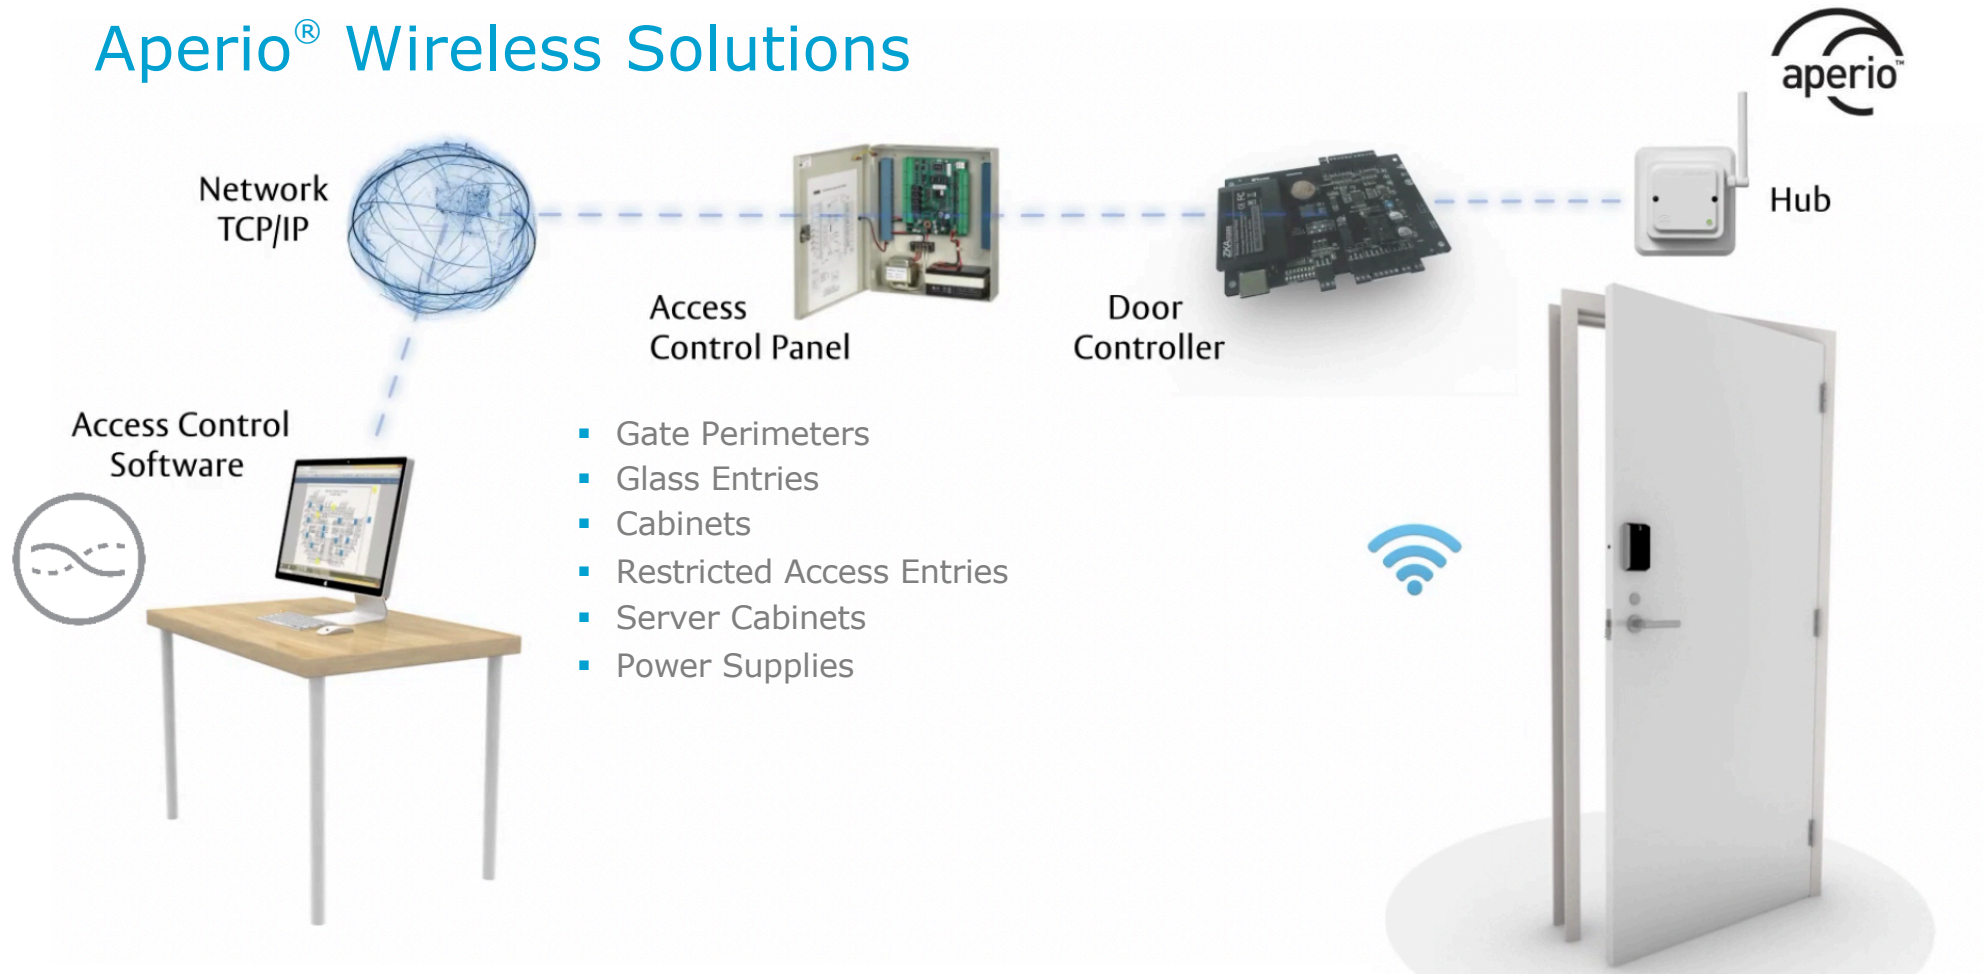 Aperio® Wireless Solutions
aperio™
Network
TCP/IP
Hub
Access
Control Panel
Door
Controller
Access Control
Software
▪ Gate Perimeters
▪ Glass Entries
▪ Cabinets
▪ Restricted Access Entries
▪ Server Cabinets
▪ Power Supplies